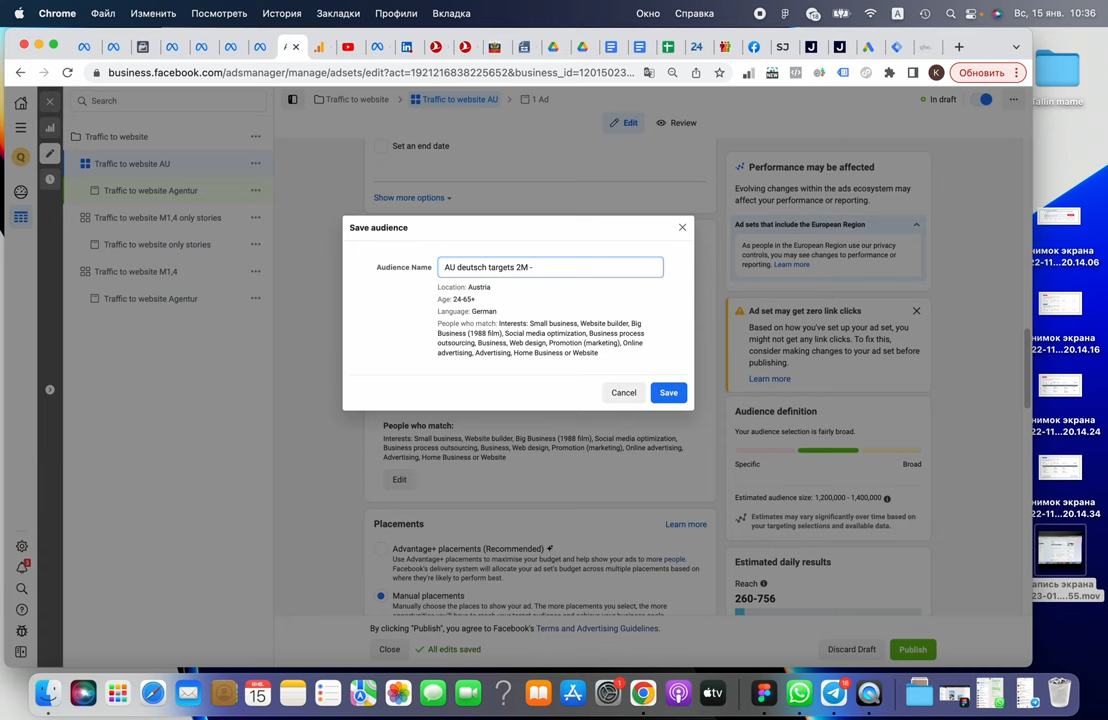 Chrome Файл Изменить Посмотреть История Закладки Профили Вкладка Окно Справка
18
A
Вс, 15 янв. 10:36
24
SJ
business.facebook.com/adsmanager/manage/adsets/edit?act=1921216838225652&business_id=12015023...
K
Обновить
Search
Traffic to website
Traffic to website AU
1 Ad
In draft
Edit
Review
Q
Traffic to website
Traffic to website AU
Traffic to website Agentur
Traffic to website M1,4 only stories
Traffic to website only stories
Traffic to website M1,4
Traffic to website Agentur
Set an end date
Show more options
Save audience
Audience Name
AU deutsch targets 2M -
Location: Austria
Age: 24-65+
Language: German
People who match: Interests: Small business, Website builder, Big
Business (1988 film), Social media optimization, Business process
outsourcing, Business, Web design, Promotion (marketing), Online
advertising, Advertising, Home Business or Website
Cancel
Save
People who match:
Interests: Small business, Website builder, Big Business (1988 film), Social media optimization,
Business process outsourcing, Business, Web design, Promotion (marketing), Online advertising,
Advertising, Home Business or Website
Edit
Placements
Learn more
Advantage+ placements (Recommended)
Use Advantage+ placements to maximise your budget and help show your ads to more people.
Facebook's delivery system will allocate your ad set's budget across multiple placements based on
where they're likely to perform best.
Manual placements
Manually choose the places to show your ad. The more placements you select, the more
By clicking "Publish", you agree to Facebook's Terms and Advertising Guidelines.
Close
All edits saved
Discard Draft
Publish
Performance may be affected
Evolving changes within the ads ecosystem may
affect your performance or reporting.
Ad sets that include the European Region
As people in the European Region use our privacy
controls, you may see changes to performance or
reporting. Learn more
Ad set may get zero link clicks
Based on how you've set up your ad set, you
might not get any link clicks. To fix this,
consider making changes to your ad set before
publishing.
Learn more
Audience definition
Your audience selection is fairly broad.
Specific
Broad
Estimated audience size: 1,200,000 - 1,400,000
Estimates may vary significantly over time based on
your targeting selections and available data.
Estimated daily results
Reach
260-756
Tallin mame
нимок экрана
22-11...20.14.06
нимок экрана
22-11...20.14.16
нимок экрана
22-11...20.14.24
нимок экрана
22-11...20.14.34
апись экрана
23-01....55.mov
ЯНВ.
15
1
tv
18